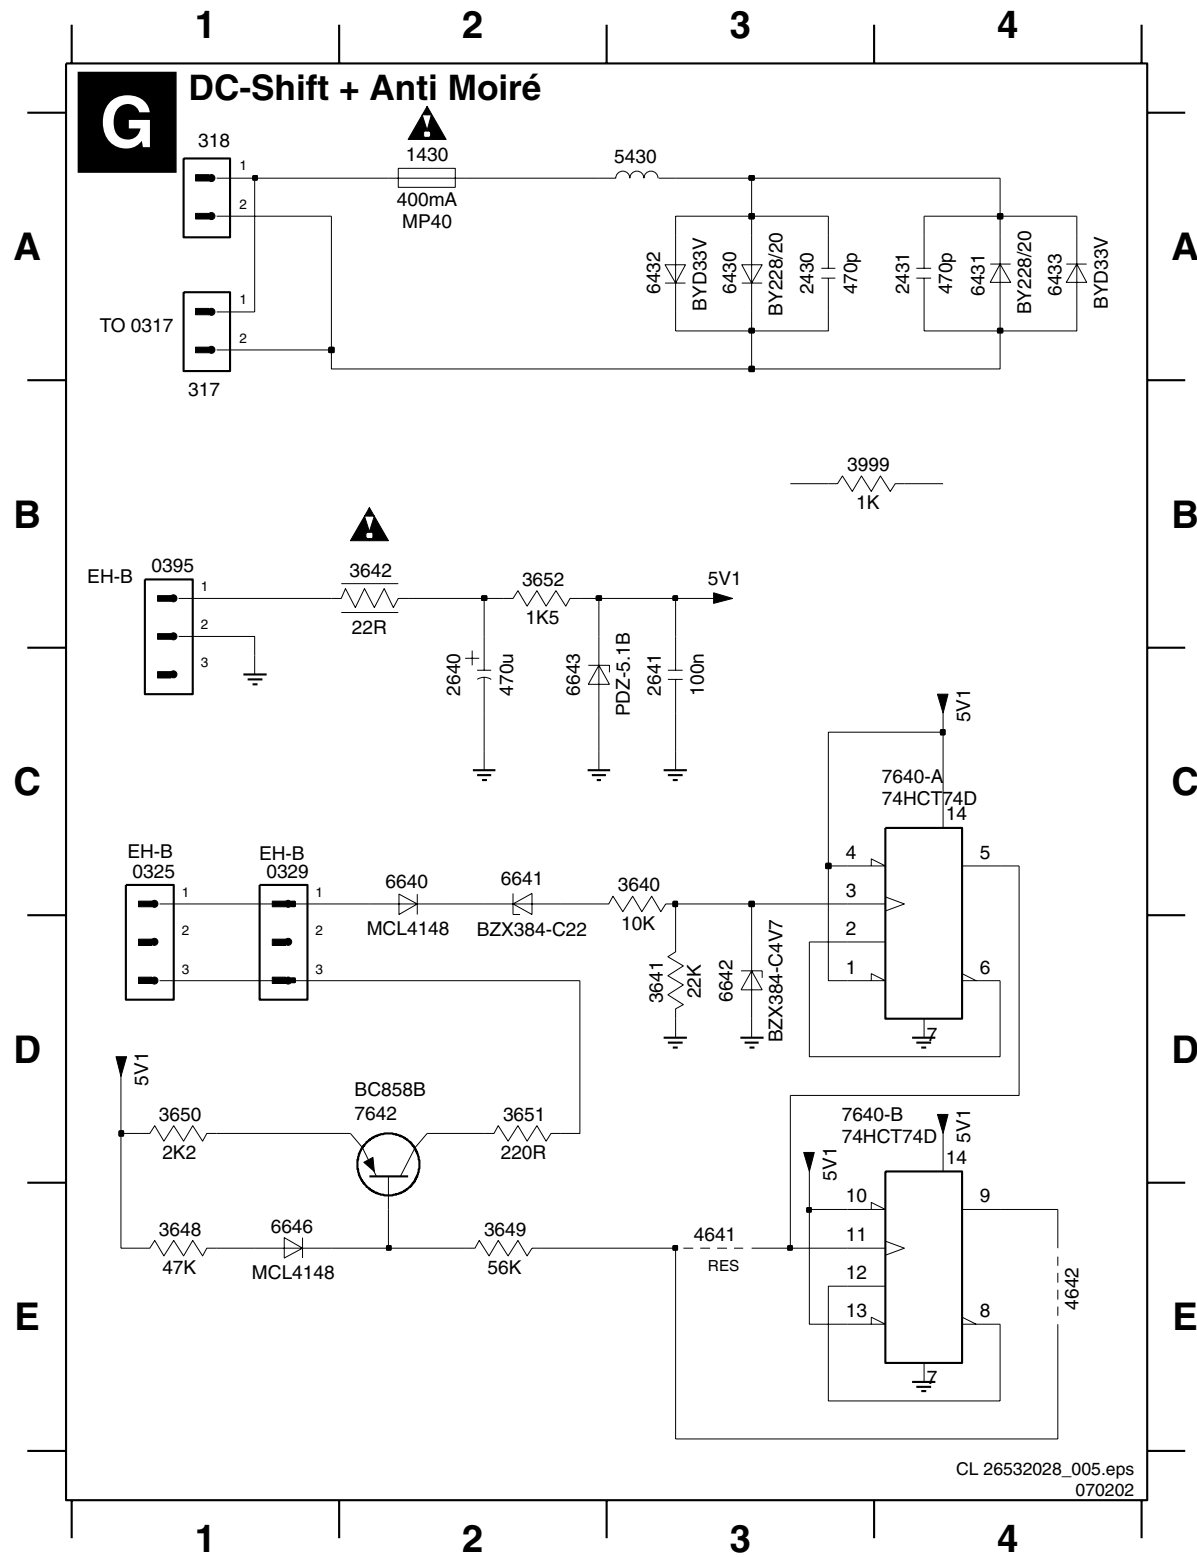 1 2 3 4
G
DC-Shift + Anti Moiré
318
1430
5430
1
400mA
MP40
2
A
A
6432
BYD33V
6430
BY228/20
2430
470p
2431
470p
6431
BY228/20
6433
BYD33V
1
TO 0317
2
317
3999
1K
B
B
EH-B
0395
1
2
3
3642
22R
3652
1K5
5V1
2640
+
470u
6643
PDZ-5.1B
2641
100n
5V1
C
C
7640-A
74HCT74D
14
4
5
3
2
1
6
7
EH-B
0325
EH-B
0329
1
1
2
2
3
3
6640
MCL4148
6641
BZX384-C22
3640
10K
3641
22K
6642
BZX384-C4V7
D
D
5V1
3650
2K2
BC858B
7642
3651
220R
7640-B
74HCT74D
5V1
5V1
14
10
9
11
12
13
8
7
3648
47K
6646
MCL4148
3649
56K
4641
RES
4642
E
E
CL 26532028_005.eps
070202
1 2 3 4